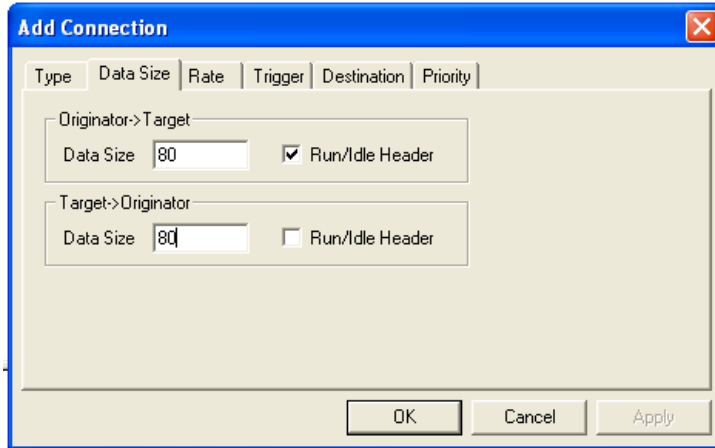 Add Connection
Type Data Size Rate Trigger Destination Priority
Originator->Target
Data Size 80 Run/Idle Header
Target->Originator
Data Size 80 Run/Idle Header
OK Cancel Apply